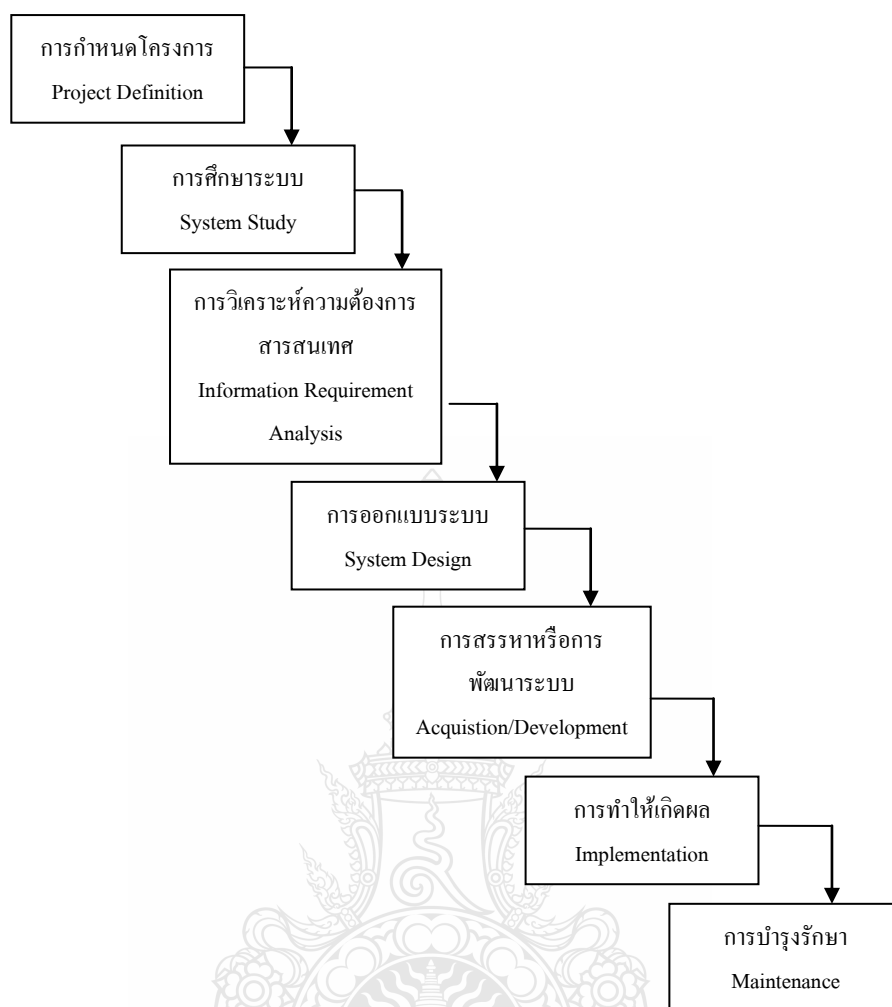 การกำหนดโครงการ
Project Definition
การศึกษาระบบ
System Study
การวิเคราะห์ความต้องการ
สารสนเทศ
Information Requirement
Analysis
การออกแบบระบบ
System Design
การสรรหาหรือการ
พัฒนาระบบ
Acquistion/Development
การทำให้เกิดผล
Implementation
การบำรุงรักษา
Maintenance